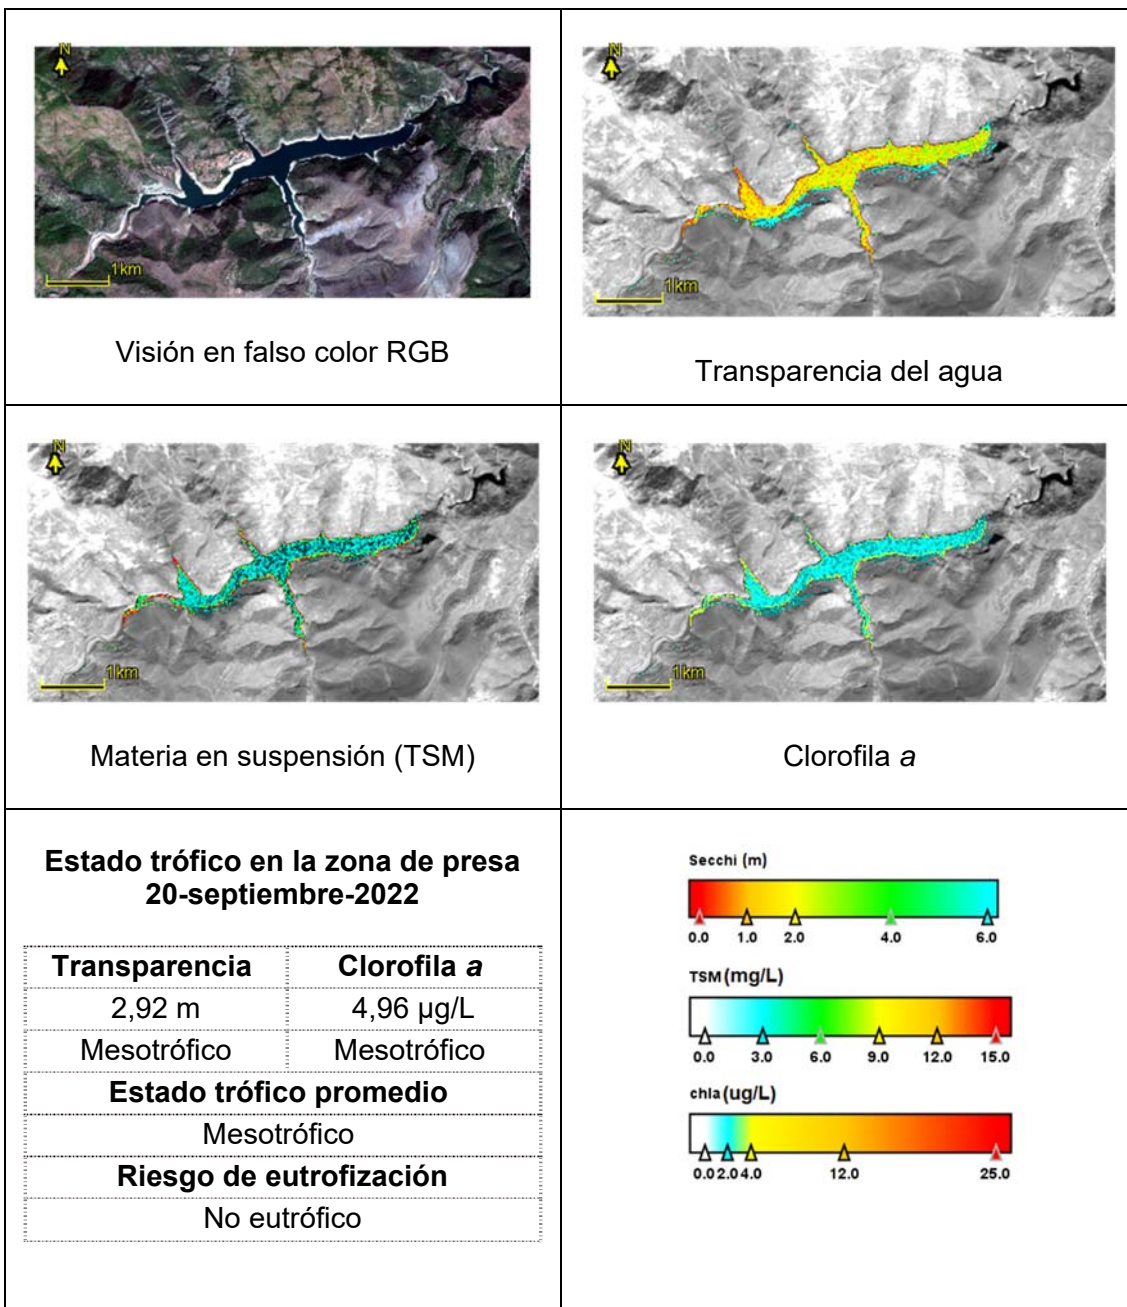 N
1km
Visión en falso color RGB
N
1km
Transparencia del agua
N
1km
Materia en suspensión (TSM)
N
1km
Clorofila a
Estado trófico en la zona de presa
20-septiembre-2022
Transparencia Clorofila a
2,92 m 4,96 µg/L
Mesotrófico Mesotrófico
Estado trófico promedio
Mesotrófico
Riesgo de eutrofización
No eutrófico
Secchi (m)
0.0 1.0 2.0 4.0 6.0
TSM (mg/L)
0.0 3.0 6.0 9.0 12.0 15.0
chla (ug/L)
0.0 2.0 4.0 12.0 25.0